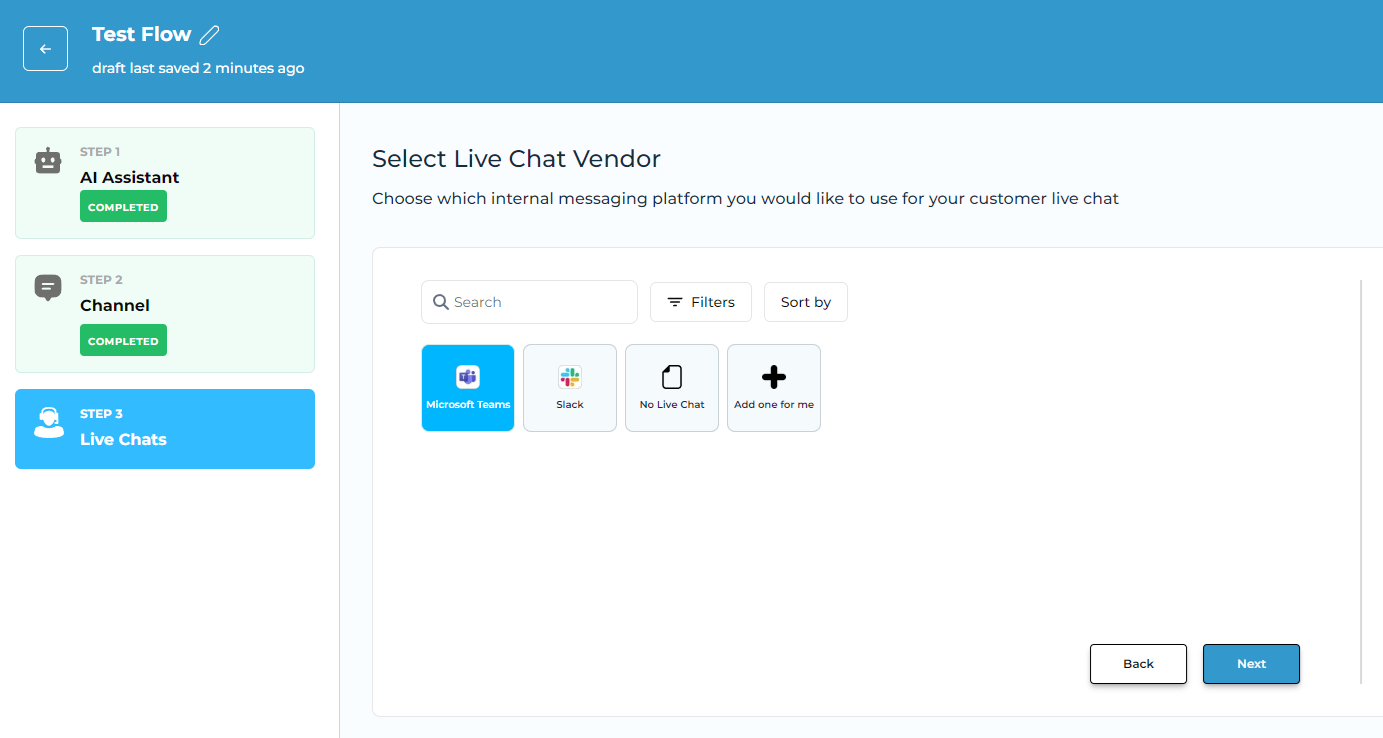 Test Flow
draft last saved 2 minutes ago
STEP 1
AI Assistant
COMPLETED
STEP 2
Channel
COMPLETED
STEP 3
Live Chats
Select Live Chat Vendor
Choose which internal messaging platform you would like to use for your customer live chat
Search
Filters
Sort by
Microsoft Teams
Slack
No Live Chat
Add one for me
Back
Next